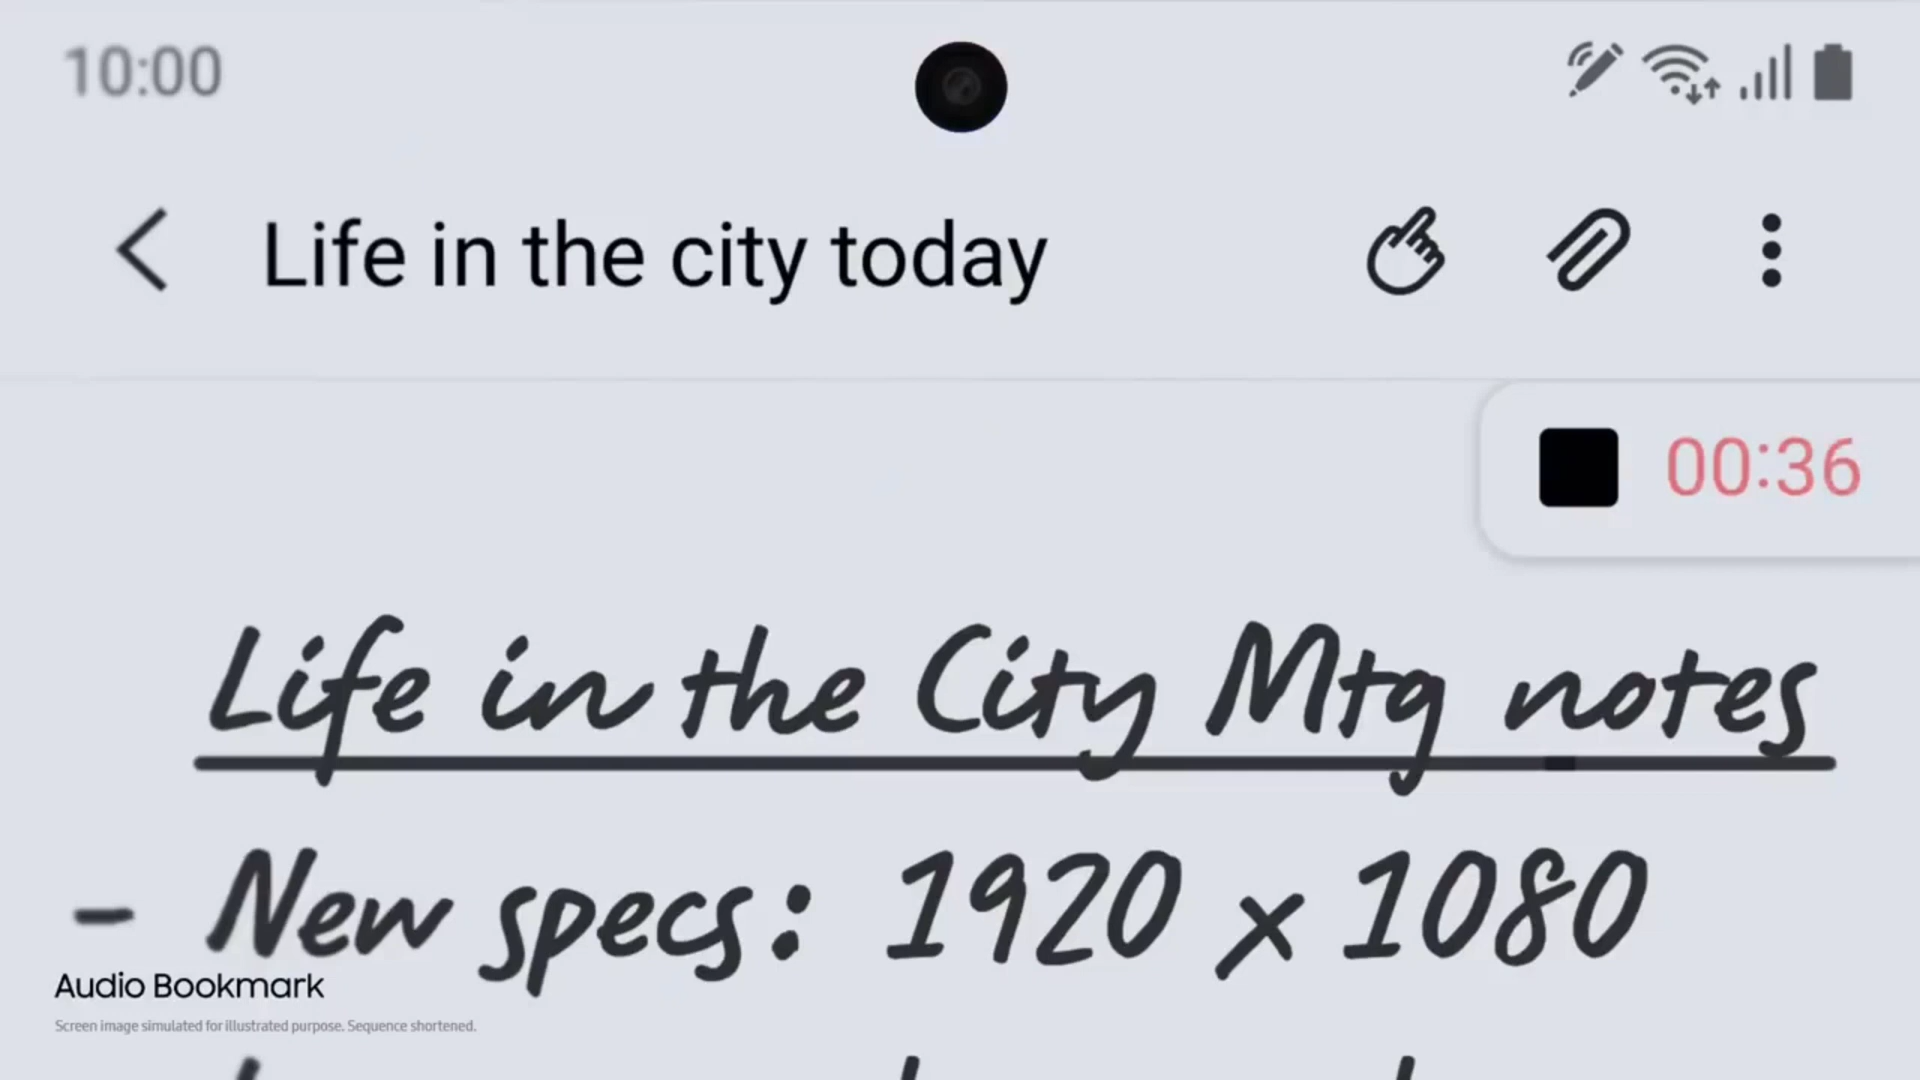 10:00
Life in the city today
00:36
Life in the City Mtg notes
- New specs: 1920 x 1080
Audio Bookmark
Screen image simulated for illustrated purpose. Sequence shortened.